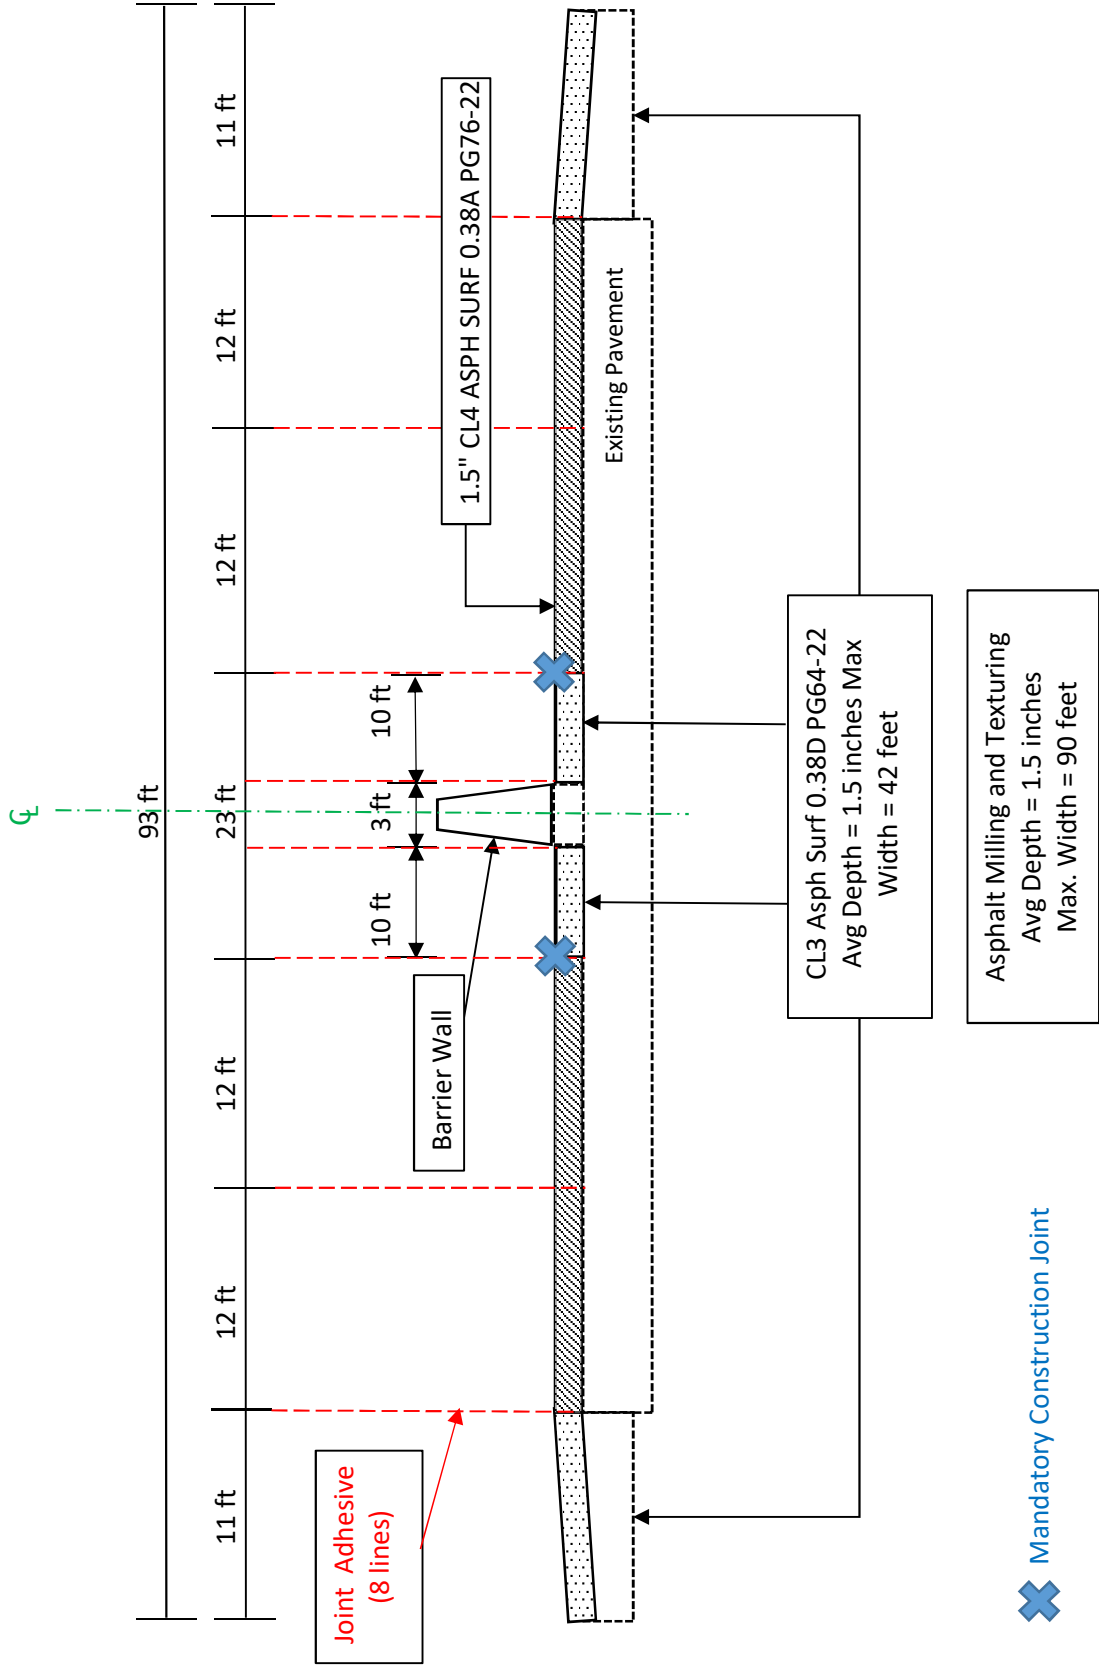 ℄
93 ft
11 ft
12 ft
12 ft
23 ft
12 ft
12 ft
11 ft
10 ft
3 ft
10 ft
Joint Adhesive
(8 lines)
Barrier Wall
1.5" CL4 ASPH SURF 0.38A PG76-22
Existing Pavement
CL3 Asph Surf 0.38D PG64-22
Avg Depth = 1.5 inches Max
Width = 42 feet
Mandatory Construction Joint
Asphalt Milling and Texturing
Avg Depth = 1.5 inches
Max. Width = 90 feet